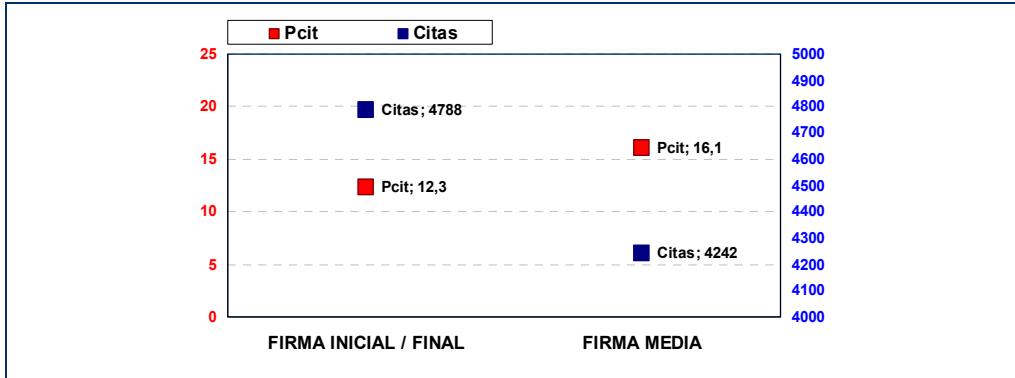 Pcit Citas
25 5000
4900
20 4800
Citas; 4788
4700
15 Pcit; 16,1 4600
Pcit; 12,3 4500
10 4400
4300
5 Citas; 4242 4200
4100
0 4000
FIRMA INICIAL / FINAL FIRMA MEDIA